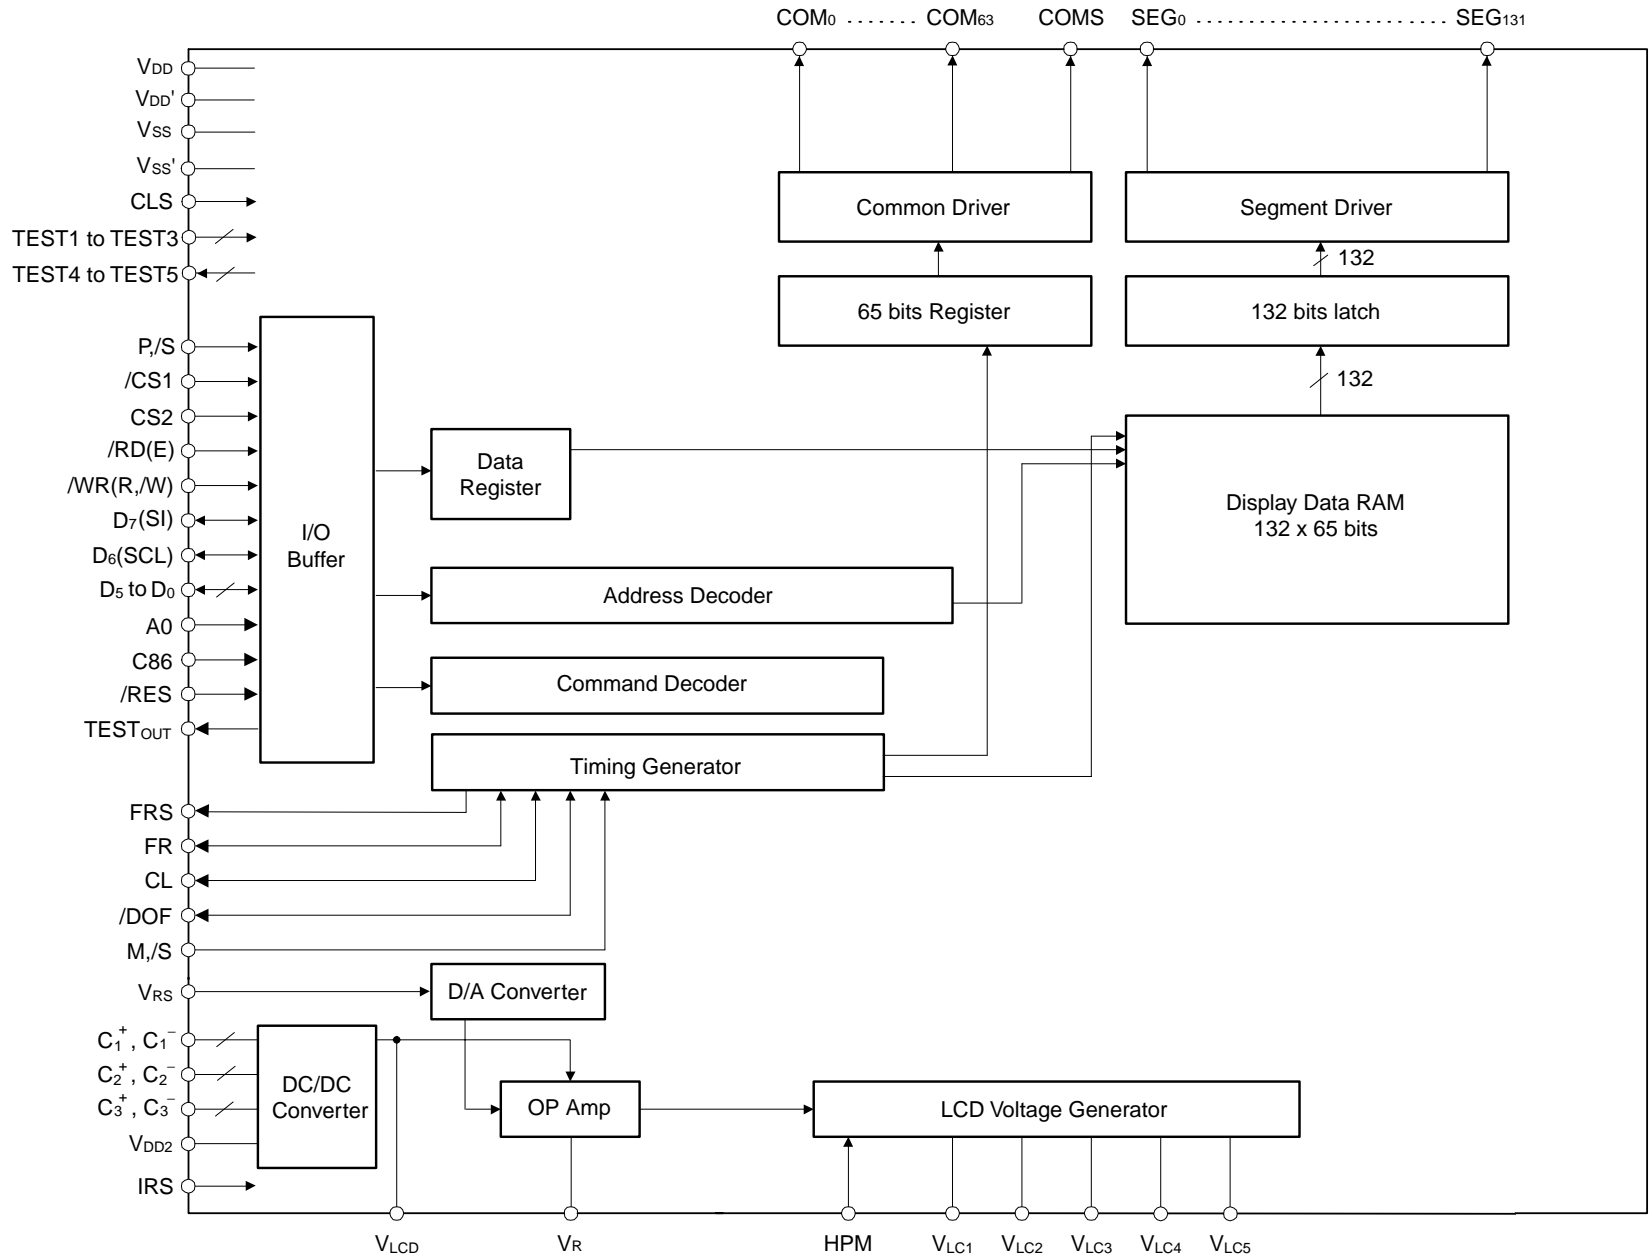 COM0 ........ COM63 COMS SEG0 ............................ SEG131
VDD
VDD'
VSS
VSS'
CLS
TEST1 to TEST3
TEST4 to TEST5
Common Driver
Segment Driver
132
65 bits Register
132 bits latch
132
P,/S
/CS1
CS2
/RD(E)
/WR(R,/W)
D7(SI)
D6(SCL)
D5 to D0
A0
C86
/RES
TESTOUT
I/O
Buffer
Data
Register
Display Data RAM
132 x 65 bits
Address Decoder
Command Decoder
Timing Generator
FRS
FR
CL
/DOF
M,/S
VRS
D/A Converter
C1+, C1−
C2+, C2−
C3+, C3−
VDD2
IRS
DC/DC
Converter
OP Amp
LCD Voltage Generator
VLCD VR HPM VLC1 VLC2 VLC3 VLC4 VLC5